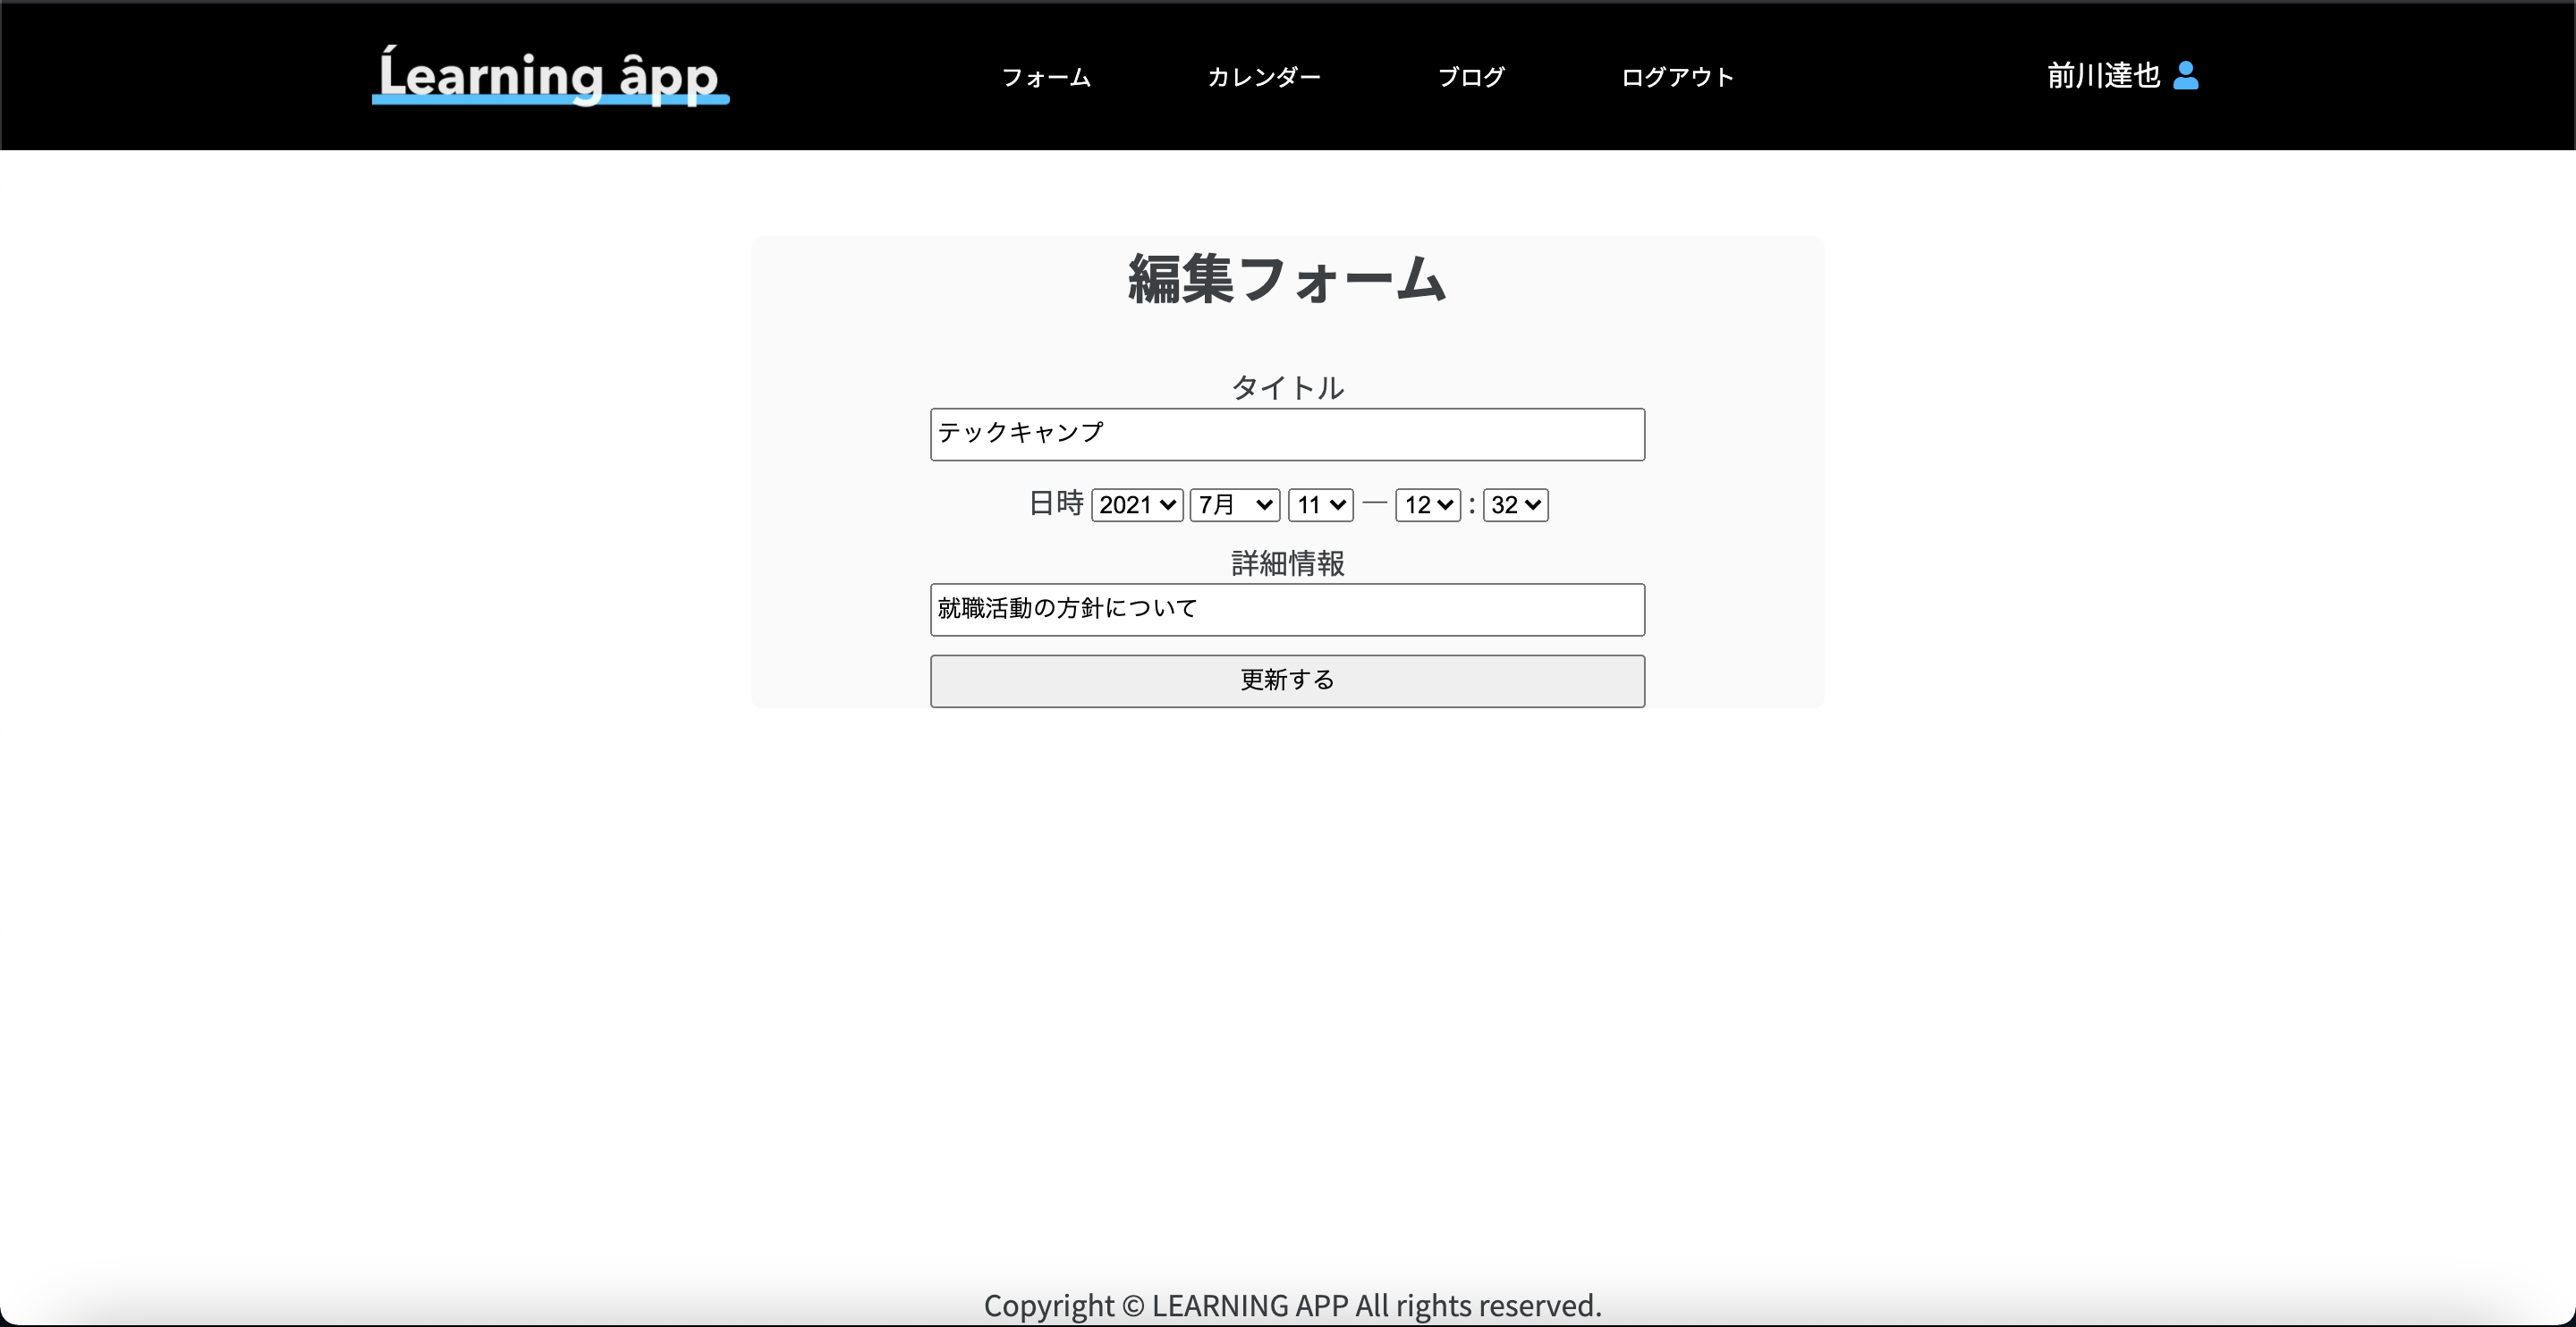 Ĺearning âpp フォーム カレンダー ブログ ログアウト 前川達也
編集フォーム
タイトル
テックキャンプ
日時 2021 7月 11 — 12 : 32
詳細情報
就職活動の方針について
更新する
Copyright © LEARNING APP All rights reserved.